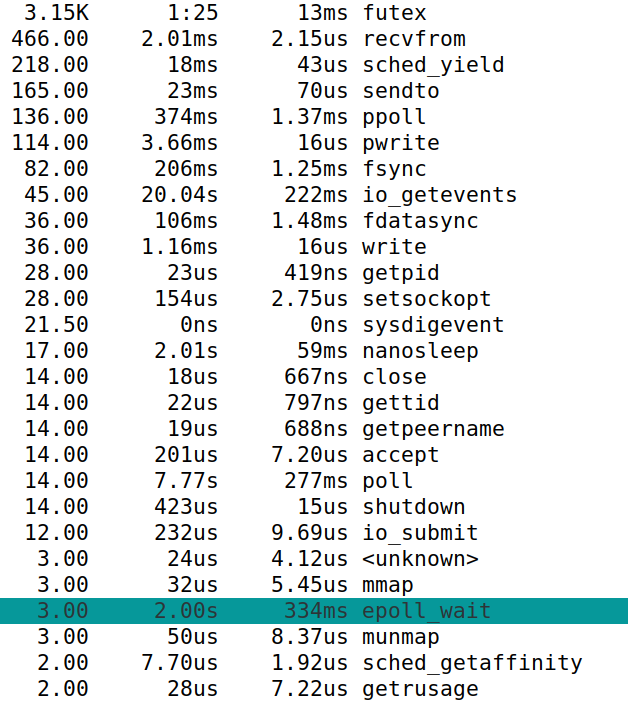 3.15K 1:25 13ms futex
466.00 2.01ms 2.15us recvfrom
218.00 18ms 43us sched_yield
165.00 23ms 70us sendto
136.00 374ms 1.37ms ppoll
114.00 3.66ms 16us pwrite
82.00 206ms 1.25ms fsync
45.00 20.04s 222ms io_getevents
36.00 106ms 1.48ms fdatasync
36.00 1.16ms 16us write
28.00 23us 419ns getpid
28.00 154us 2.75us setsockopt
21.50 0ns 0ns sysdigevent
17.00 2.01s 59ms nanosleep
14.00 18us 667ns close
14.00 22us 797ns gettid
14.00 19us 688ns getpeername
14.00 201us 7.20us accept
14.00 7.77s 277ms poll
14.00 423us 15us shutdown
12.00 232us 9.69us io_submit
3.00 24us 4.12us <unknown>
3.00 32us 5.45us mmap
3.00 2.00s 334ms epoll_wait
3.00 50us 8.37us munmap
2.00 7.70us 1.92us sched_getaffinity
2.00 28us 7.22us getrusage